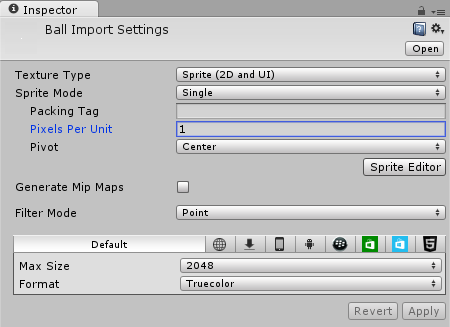 Inspector
Ball Import Settings
Open
Texture Type Sprite (2D and UI)
Sprite Mode Single
Packing Tag
Pixels Per Unit 1
Pivot Center
Sprite Editor
Generate Mip Maps
Filter Mode Point
Default
Max Size 2048
Format Truecolor
Revert Apply